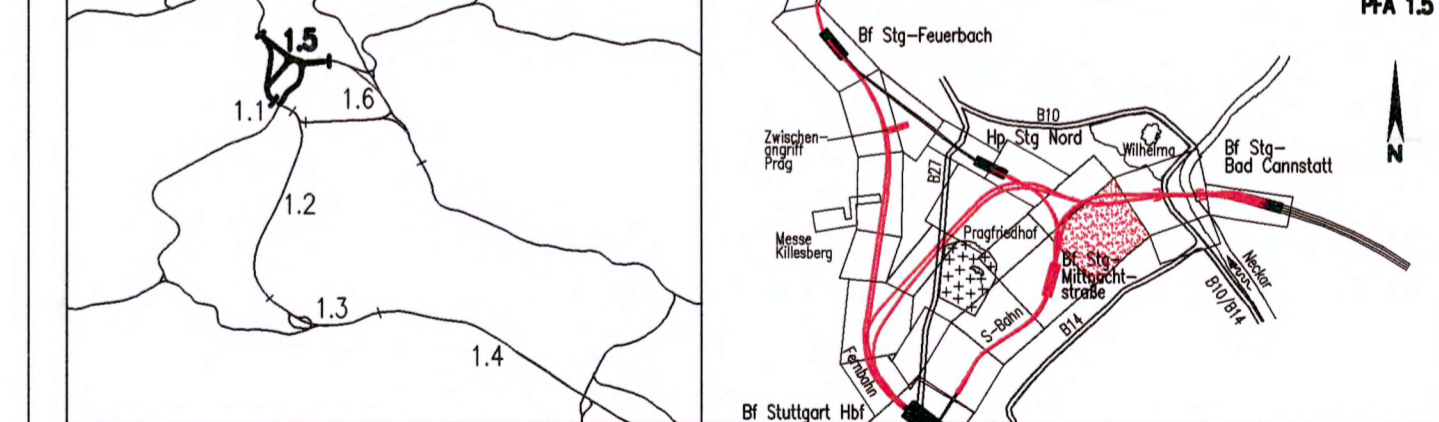 1.5
1.1
1.6
1.2
1.3
1.4
PFA 1.5
Bf Stg-Feuerbach
B10
Zwischen-
angriff
Prag
Hp Stg Nord
Wilhelma
Bf Stg-
Bad Cannstatt
N
B27
Messe
Killesberg
Pragfriedhof
Bf Stg-
Mittnacht-
straße
Neckar
B10/B14
S-Bahn
B14
Fernbahn
Bf Stuttgart Hbf